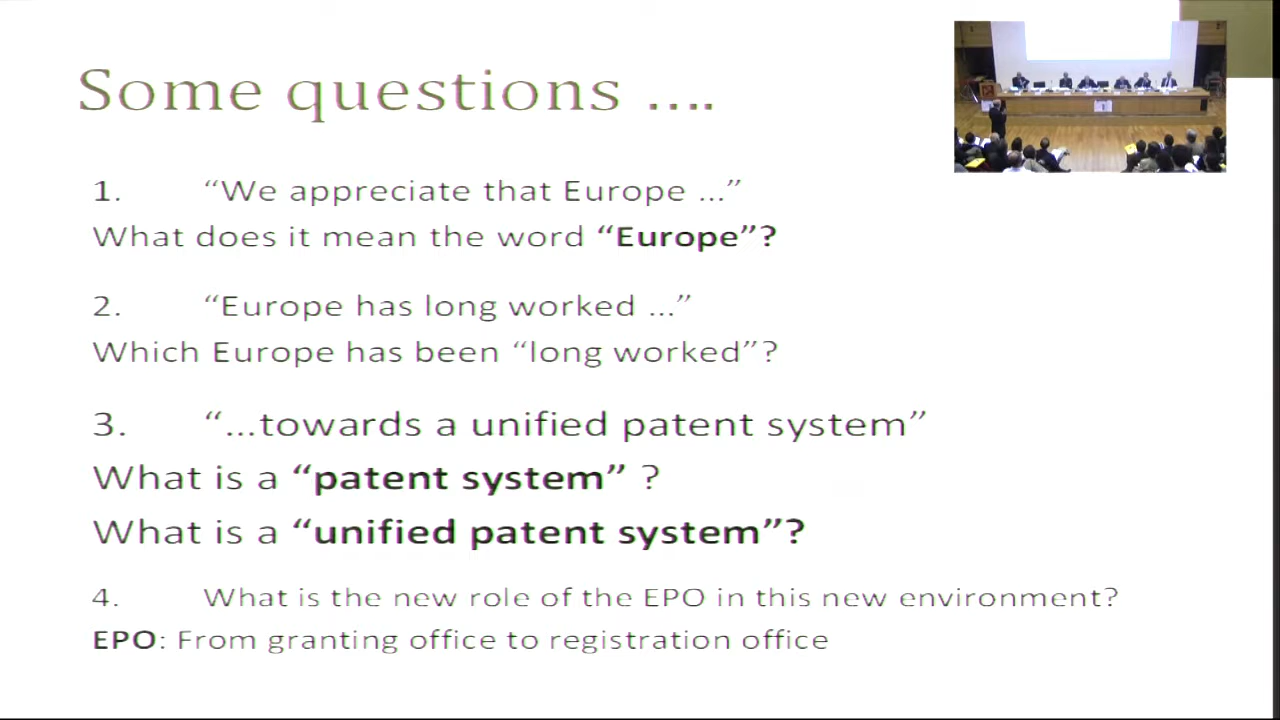 Some questions ....
1. “We appreciate that Europe ...”
What does it mean the word “Europe”?
2. “Europe has long worked ...”
Which Europe has been “long worked”?
3. “...towards a unified patent system”
What is a “patent system” ?
What is a “unified patent system”?
4. What is the new role of the EPO in this new environment?
EPO: From granting office to registration office